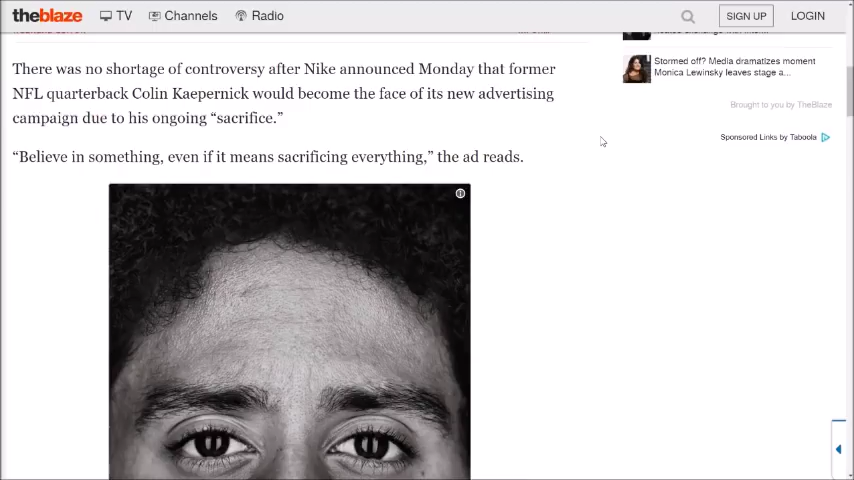 theblaze TV Channels Radio SIGN UP LOGIN
There was no shortage of controversy after Nike announced Monday that former
NFL quarterback Colin Kaepernick would become the face of its new advertising
campaign due to his ongoing “sacrifice.”
“Believe in something, even if it means sacrificing everything,” the ad reads.
Stormed off? Media dramatizes moment
Monica Lewinsky leaves stage a...
Brought to you by TheBlaze
Sponsored Links by Taboola